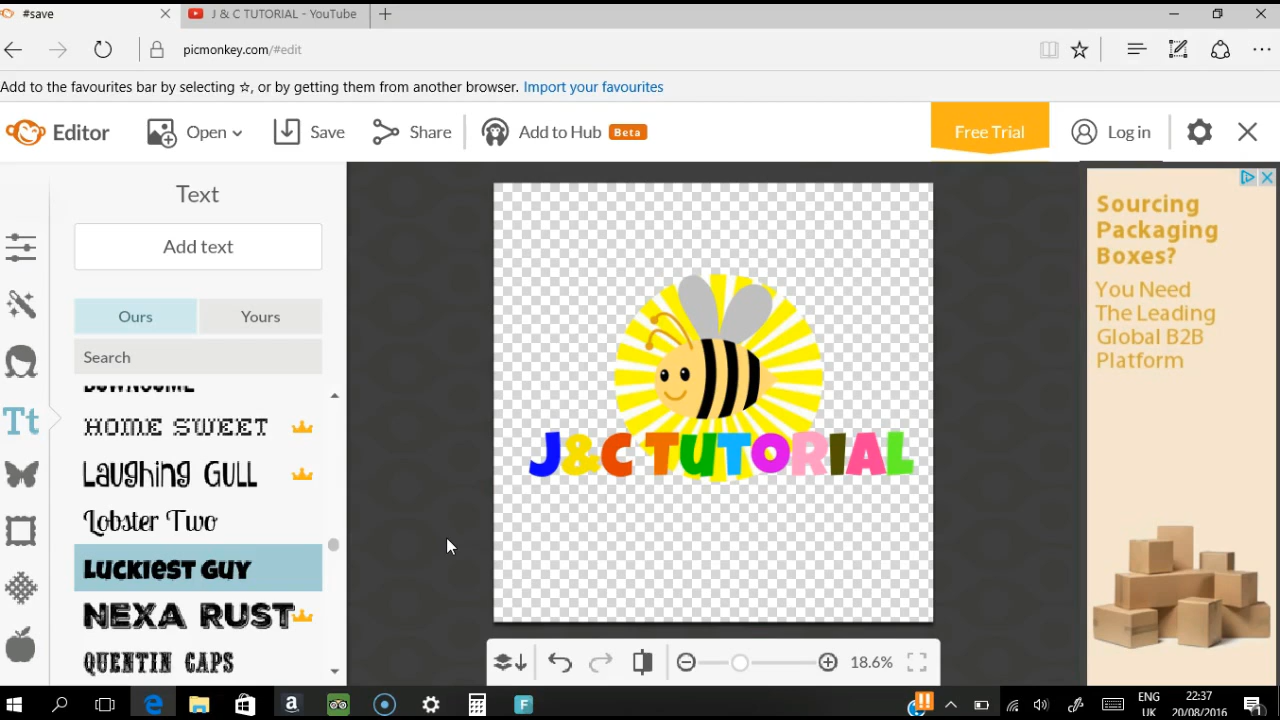 #save
J & C TUTORIAL - YouTube
picmonkey.com/#edit
Add to the favourites bar by selecting ☆, or by getting them from another browser. Import your favourites
Editor
Open
Save
Share
Add to Hub
Beta
Free Trial
Log in
Text
Add text
Ours
Yours
Search
HOME SWEET
Laughing GULL
Lobster Two
LUCKIEST GUY
NEXA RUST
QUENTIN CAPS
J&C TUTORIAL
18.6%
Sourcing
Packaging
Boxes?
You Need
The Leading
Global B2B
Platform
ENG
UK
22:37
20/08/2016